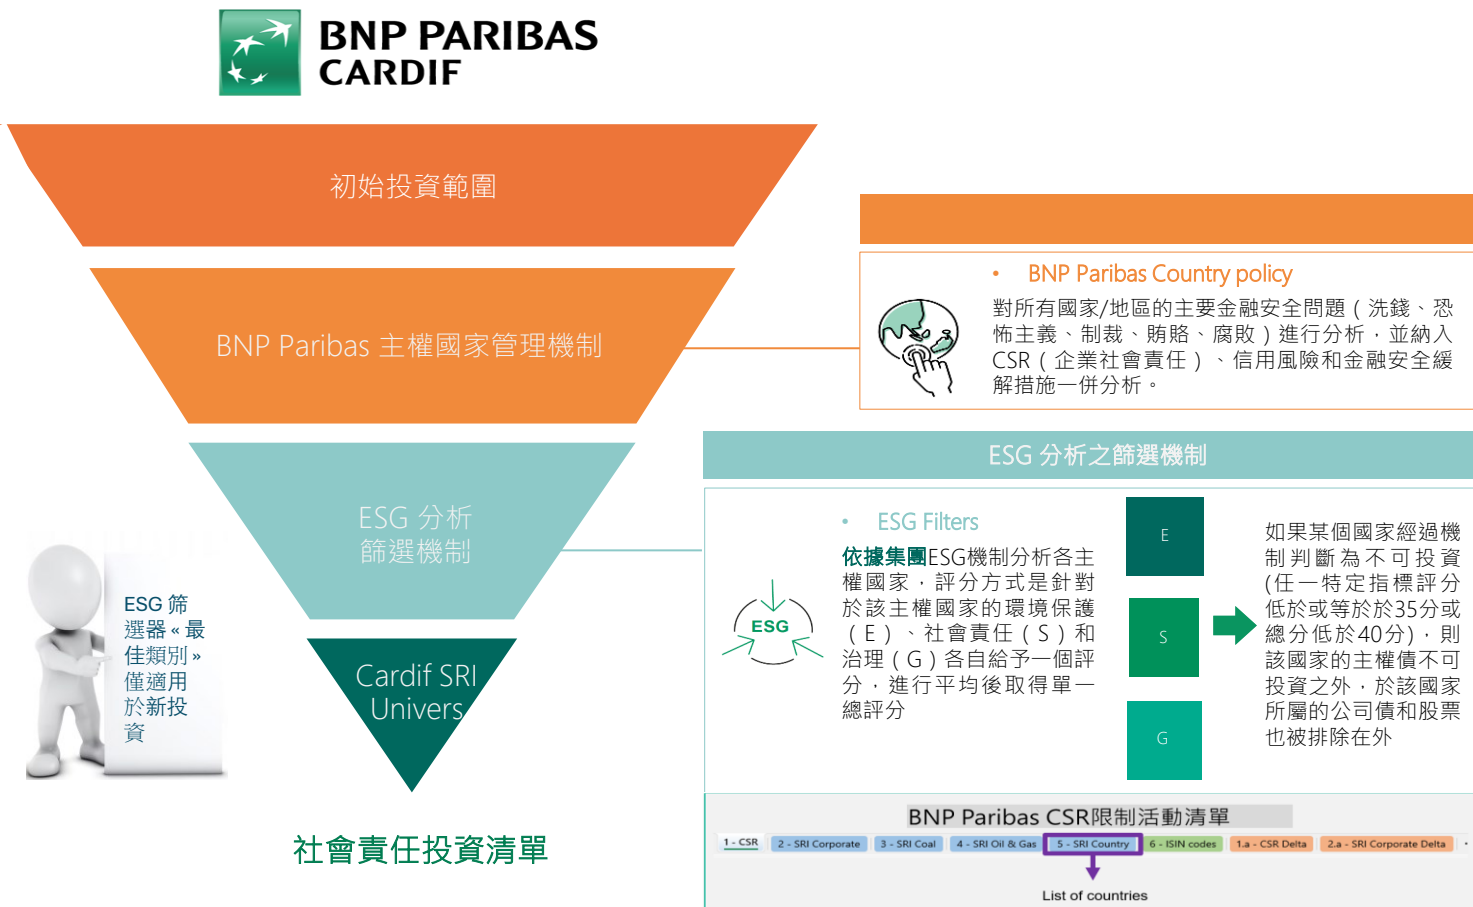 BNP PARIBAS
CARDIF
初始投資範圍
BNP Paribas 主權國家管理機制
• BNP Paribas Country policy
對所有國家/地區的主要金融安全問題（洗錢、恐
怖主義、制裁、賄賂、腐敗）進行分析，並納入
CSR（企業社會責任）、信用風險和金融安全緩
解措施一併分析。
ESG 分析
篩選機制
ESG 分析之篩選機制
• ESG Filters
依據集團ESG機制分析各主
權國家，評分方式是針對
於該主權國家的環境保護
（E）、社會責任（S）和
治理（G）各自給予一個評
分，進行平均後取得單一
總評分
ESG
E
S
G
如果某個國家經過機
制判斷為不可投資
(任一特定指標評分
低於或等於於35分或
總分低於40分)，則
該國家的主權債不可
投資之外，於該國家
所屬的公司債和股票
也被排除在外
ESG 篩
選器 « 最
佳類別 »
僅適用
於新投
資
Cardif SRI
Univers
社會責任投資清單
BNP Paribas CSR限制活動清單
1 - CSR 2 - SRI Corporate 3 - SRI Coal 4 - SRI Oil & Gas 5 - SRI Country 6 - ISIN codes 1.a - CSR Delta 2.a - SRI Corporate Delta
List of countries